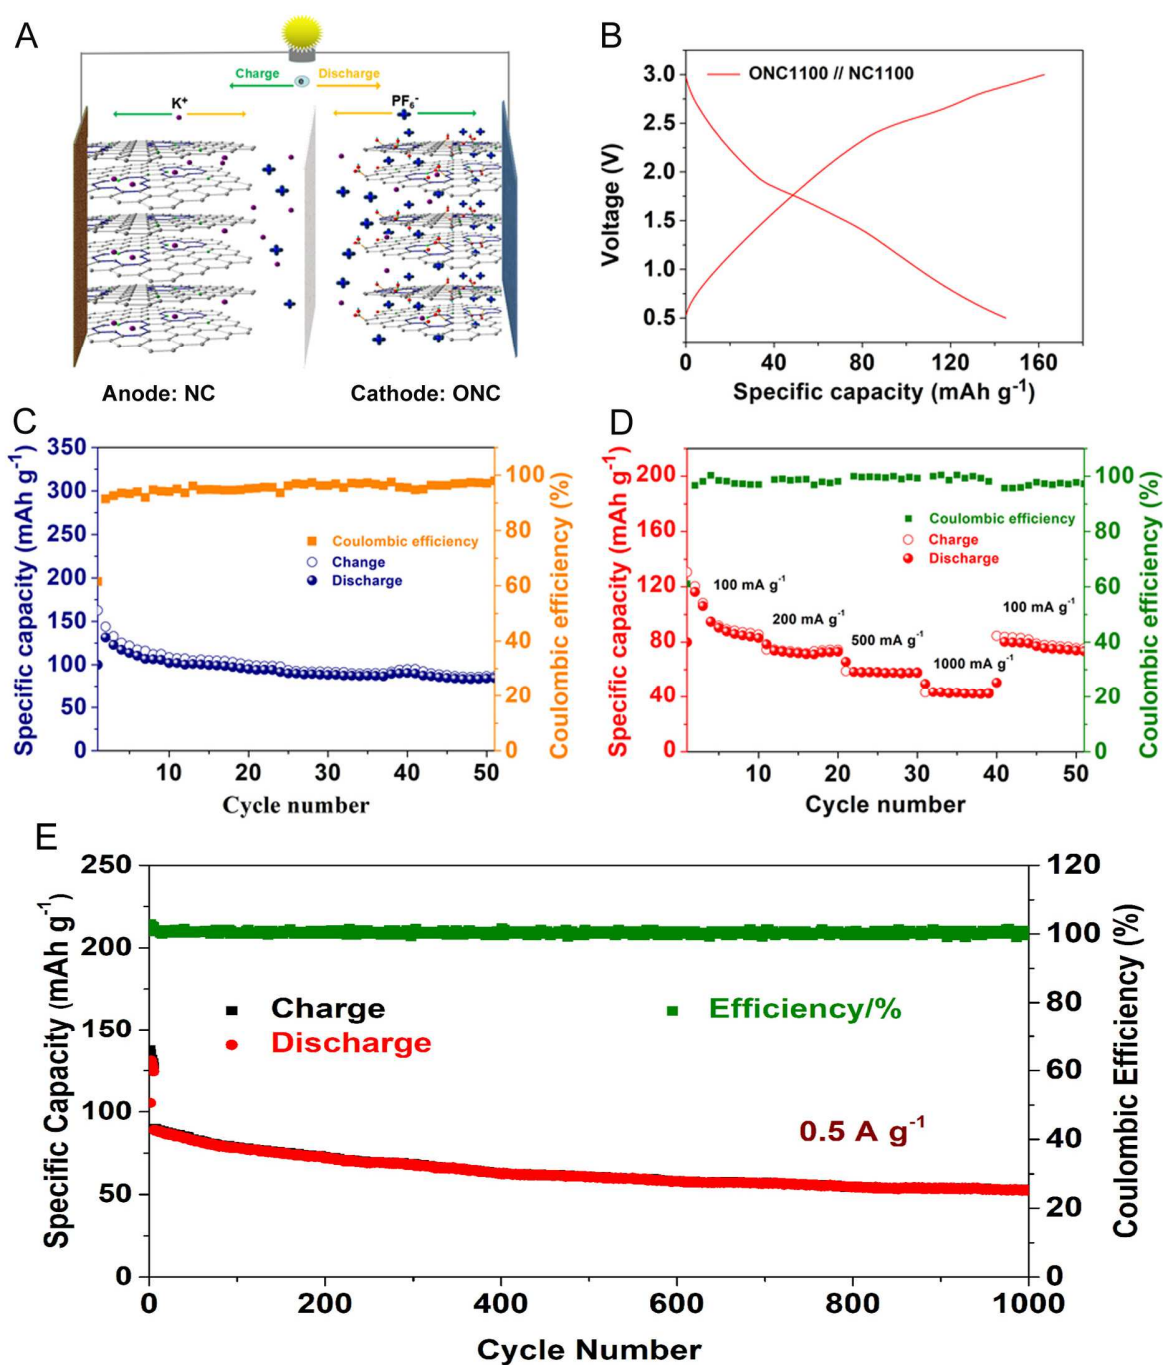 A
Charge
e
Discharge
K⁺
PF₆⁻
Anode: NC
Cathode: ONC
B
ONC1100 // NC1100
3.0
2.5
2.0
1.5
1.0
0.5
Voltage (V)
0 40 80 120 160
Specific capacity (mAh g⁻¹)
C
350
300
250
200
150
100
50
0
Specific capacity (mAh g⁻¹)
Coulombic efficiency
Change
Discharge
100
80
60
40
20
0
Coulombic efficiency (%)
10 20 30 40 50
Cycle number
D
200
160
120
80
40
0
Specific capacity (mAh g⁻¹)
Coulombic efficiency
Charge
Discharge
100 mA g⁻¹
200 mA g⁻¹
500 mA g⁻¹
1000 mA g⁻¹
100 mA g⁻¹
100
80
60
40
20
0
Coulombic efficiency (%)
10 20 30 40 50
Cycle number
E
250
200
150
100
50
0
Specific Capacity (mAh g⁻¹)
Charge
Discharge
Efficiency/%
0.5 A g⁻¹
120
100
80
60
40
20
0
Coulombic Efficiency (%)
0 200 400 600 800 1000
Cycle Number